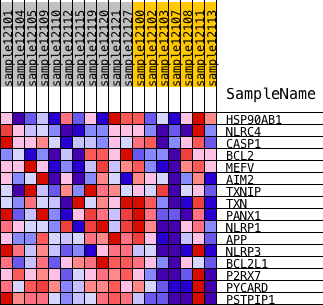 sample12101
sample12104
sample12105
sample12109
sample12112
sample12115
sample12119
sample12120
sample12121
sample12100
sample12102
sample12103
sample12107
sample12108
sample12111
sample12113
SampleName
HSP90AB1
NLRC4
CASP1
BCL2
MEFV
AIM2
TXNIP
TXN
PANX1
NLRP1
APP
NLRP3
BCL2L1
P2RX7
PYCARD
PSTPIP1